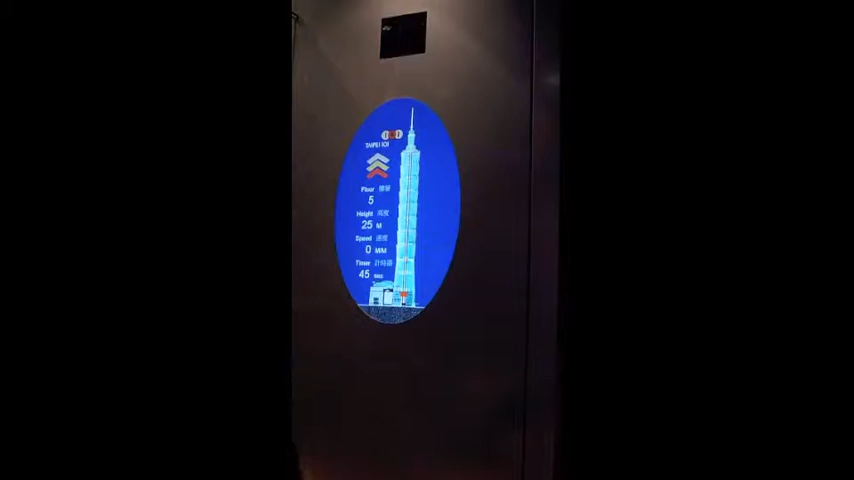 TAIPEI 101
Floor 樓層
5
Height 高度
25 M
Speed 速度
0 M/M
Timer 計時器
45 Sec